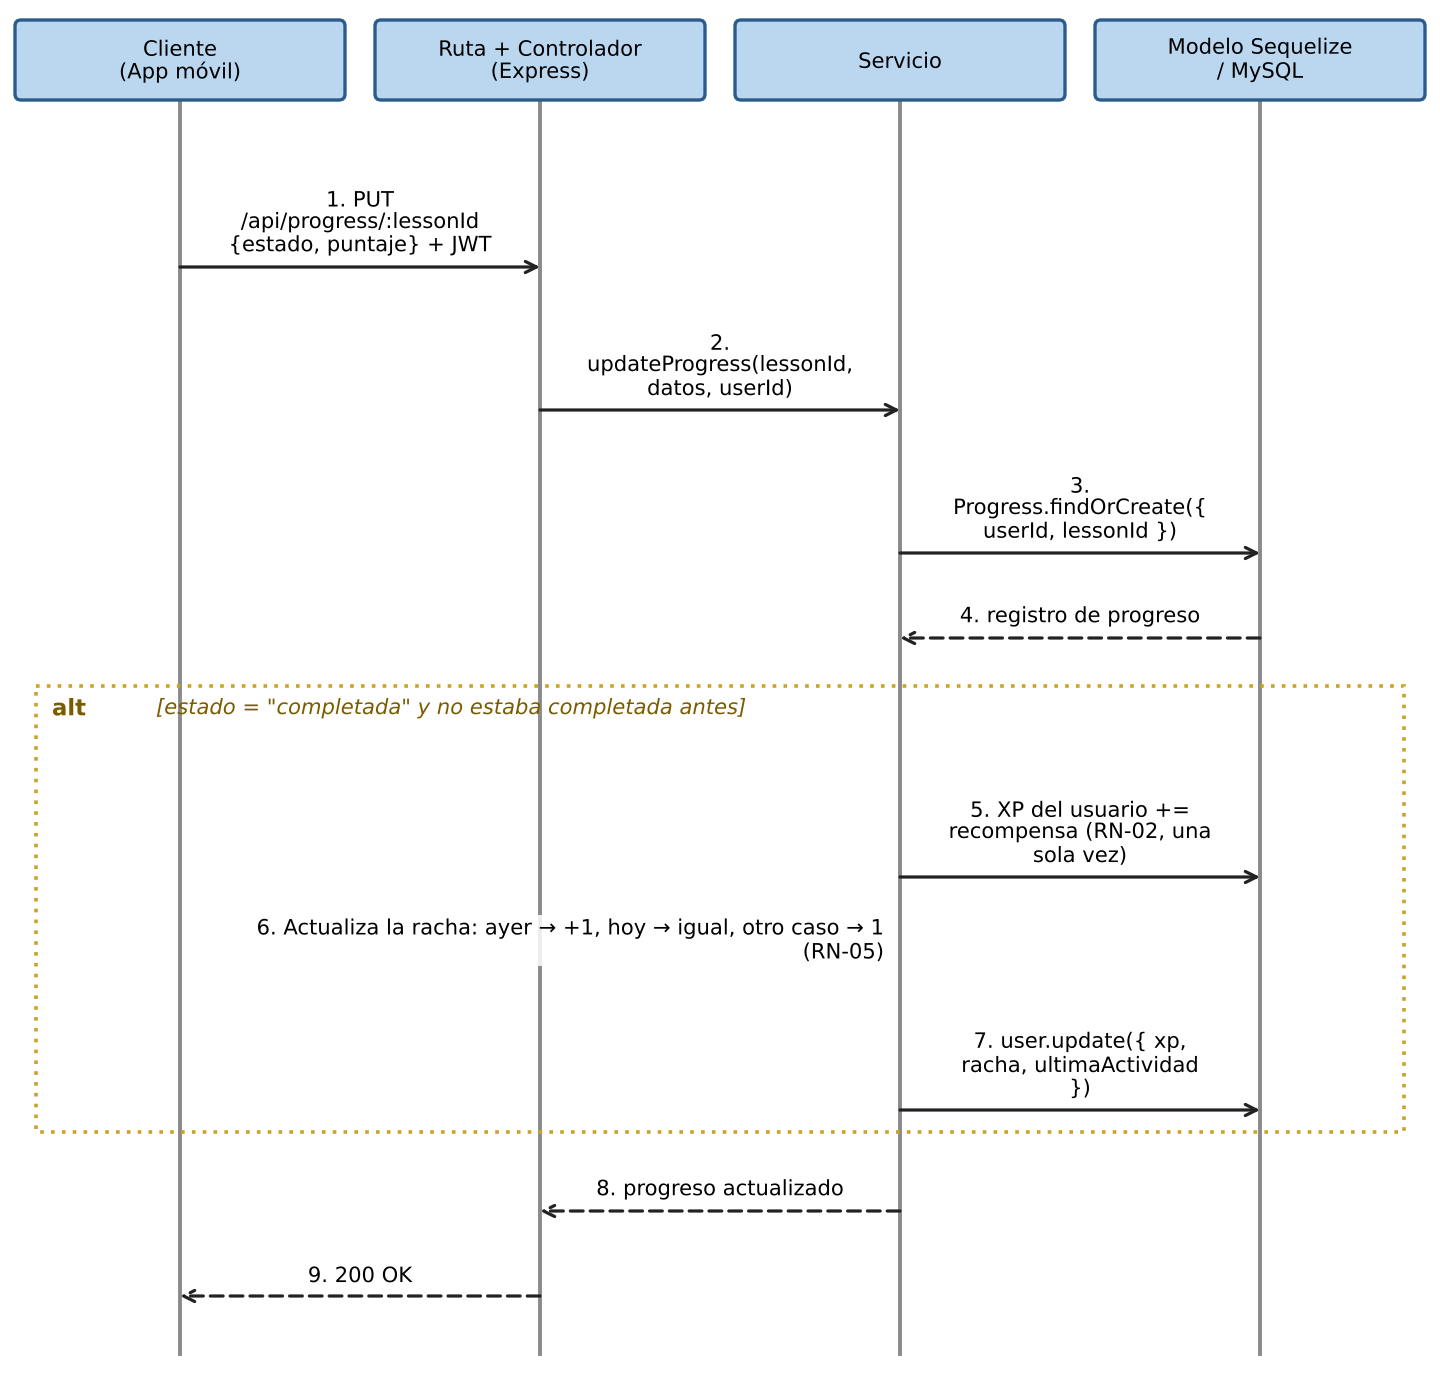 Cliente
(App móvil)
Ruta + Controlador
(Express)
Servicio
Modelo Sequelize
/ MySQL
1. PUT
/api/progress/:lessonId
{estado, puntaje} + JWT
2.
updateProgress(lessonId,
datos, userId)
3.
Progress.findOrCreate({
userId, lessonId })
4. registro de progreso
alt [estado = "completada" y no estaba completada antes]
5. XP del usuario +=
recompensa (RN-02, una
sola vez)
6. Actualiza la racha: ayer → +1, hoy → igual, otro caso → 1
(RN-05)
7. user.update({ xp,
racha, ultimaActividad
})
8. progreso actualizado
9. 200 OK